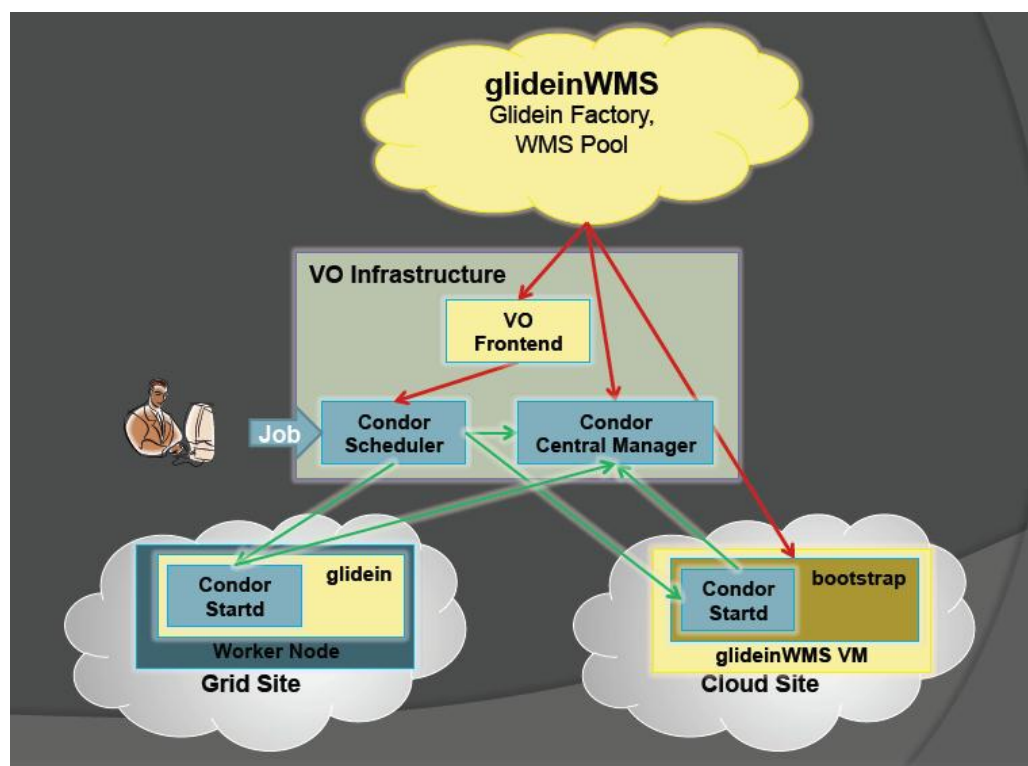 glideinWMS
Glidein Factory,
WMS Pool
VO Infrastructure
VO
Frontend
Job
Condor
Scheduler
Condor
Central Manager
glidein
Condor
Startd
Worker Node
Grid Site
bootstrap
Condor
Startd
glideinWMS VM
Cloud Site